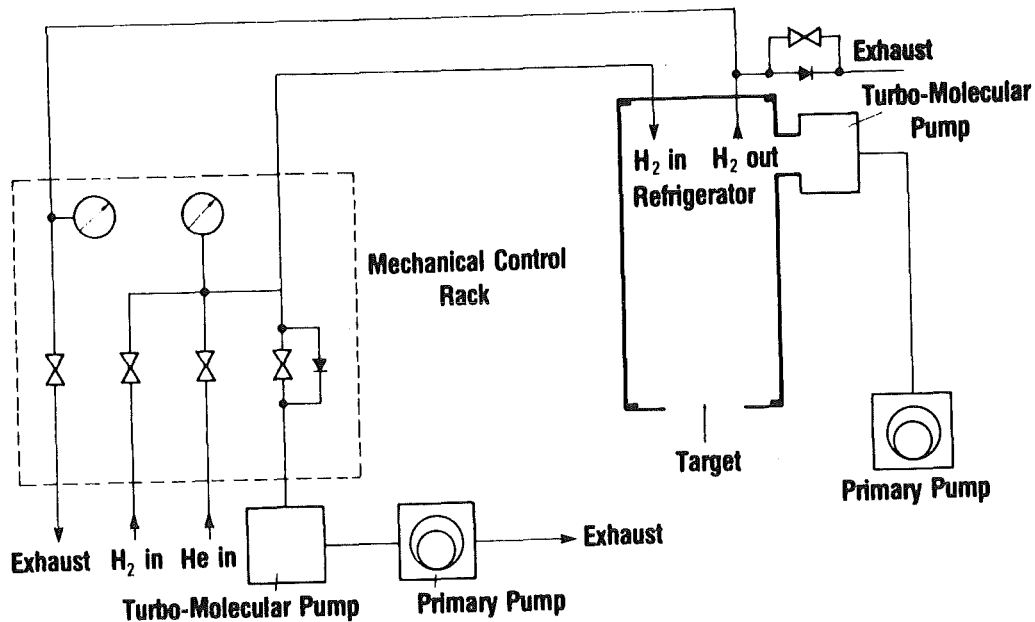 Exhaust
Turbo-Molecular
Pump
H₂ in H₂ out
Refrigerator
Mechanical Control
Rack
Target
Primary Pump
Exhaust H₂ in He in
Exhaust
Turbo-Molecular Pump
Primary Pump